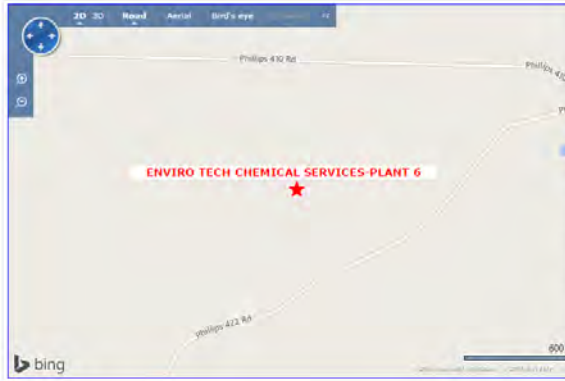 2D 3D Road Aerial Bird's eye
Phillips 410 Rd
Phillips
ENVIRO TECH CHEMICAL SERVICES-PLANT 6
Phillips 422 Rd
600
bing